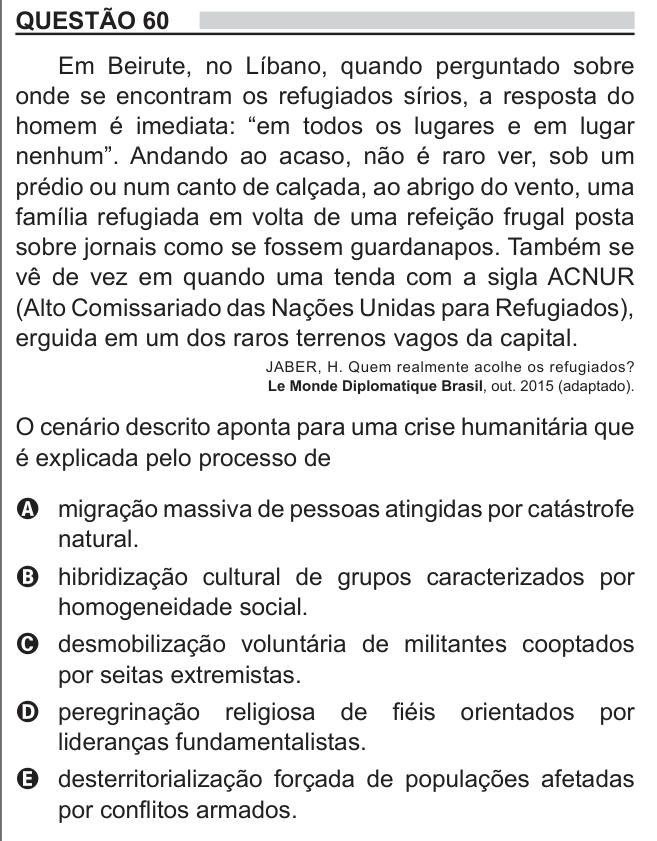 QUESTÃO 60
Em Beirute, no Líbano, quando perguntado sobre
onde se encontram os refugiados sírios, a resposta do
homem é imediata: “em todos os lugares e em lugar
nenhum”. Andando ao acaso, não é raro ver, sob um
prédio ou num canto de calçada, ao abrigo do vento, uma
família refugiada em volta de uma refeição frugal posta
sobre jornais como se fossem guardanapos. Também se
vê de vez em quando uma tenda com a sigla ACNUR
(Alto Comissariado das Nações Unidas para Refugiados),
erguida em um dos raros terrenos vagos da capital.
JABER, H. Quem realmente acolhe os refugiados?
Le Monde Diplomatique Brasil, out. 2015 (adaptado).
O cenário descrito aponta para uma crise humanitária que
é explicada pelo processo de
A migração massiva de pessoas atingidas por catástrofe
natural.
B hibridização cultural de grupos caracterizados por
homogeneidade social.
C desmobilização voluntária de militantes cooptados
por seitas extremistas.
D peregrinação religiosa de fiéis orientados por
lideranças fundamentalistas.
E desterritorialização forçada de populações afetadas
por conflitos armados.